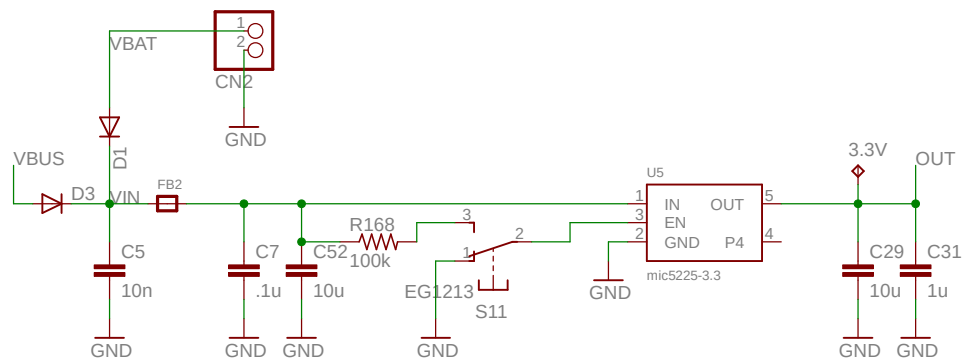 1
2
VBAT
CN2
GND
D1
VBUS
D3
VIN
FB2
C5
10n
GND
C7
.1u
GND
C52
10u
GND
R168
100k
3
1
2
EG1213
S11
GND
U5
1
3
2
IN
EN
GND
OUT
P4
5
4
mic5225-3.3
GND
3.3V
OUT
C29
10u
GND
C31
1u
GND